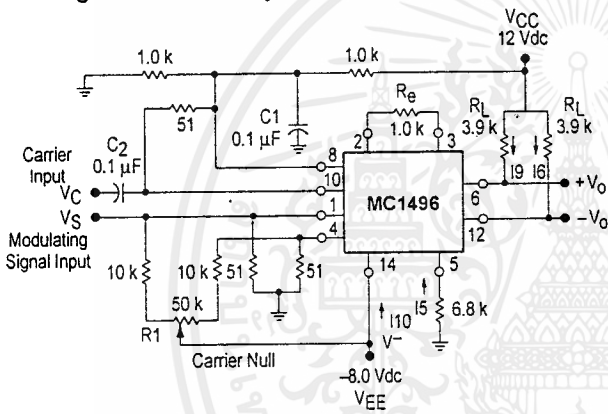 VCC
12 Vdc
1.0 k
1.0 k
Re
1.0 k
RL
3.9 k
RL
3.9 k
51
C1
0.1 µF
C2
0.1 µF
2
3
I9
I6
Carrier
Input
VC
8
10
MC1496
6
+Vo
VS
1
Modulating
Signal Input
4
12
–Vo
10 k
10 k
51
51
14
5
50 k
R1
I10
I5
6.8 k
Carrier Null
V–
–8.0 Vdc
VEE